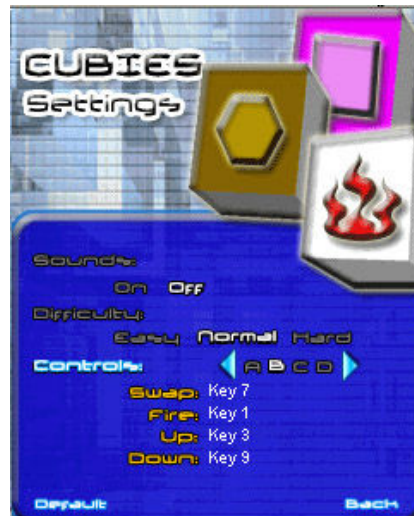 CUBIES
Settings
Sounds:
On Off
Difficulty:
Easy Normal Hard
Controls: A B C D
Swap: Key 7
Fire: Key 1
Up: Key 3
Down: Key 9
Default Back